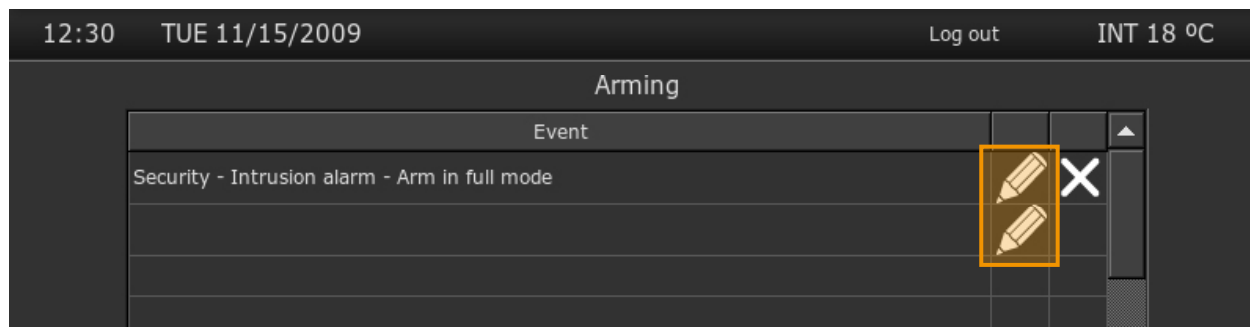 12:30 TUE 11/15/2009 Log out INT 18 ºC
Arming
Event
Security - Intrusion alarm - Arm in full mode